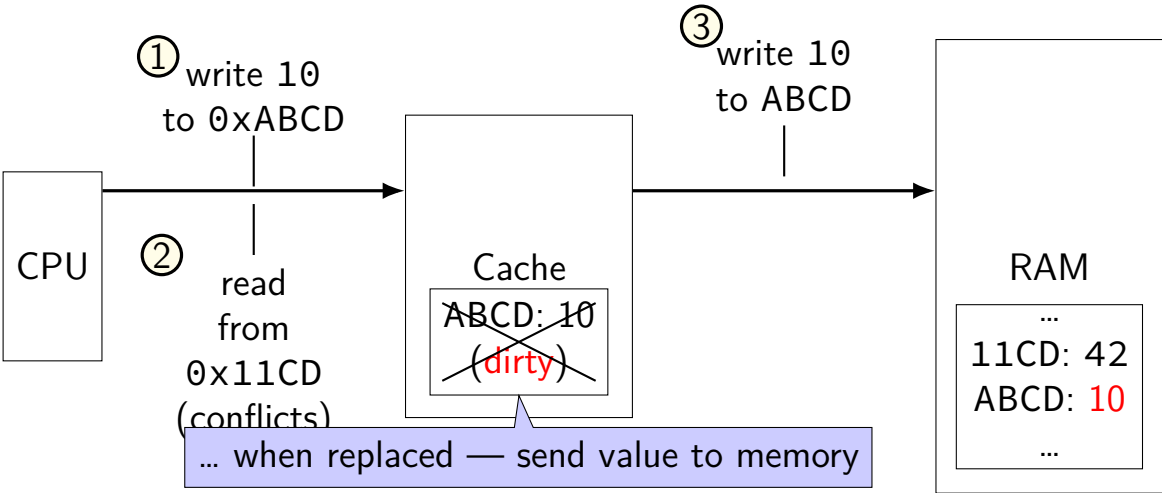 1
write 10
to 0xABCD
3
write 10
to ABCD
CPU
2
read
from
0x11CD
(conflicts)
Cache
ABCD: 10
(dirty)
RAM
...
11CD: 42
ABCD: 10
...
... when replaced — send value to memory